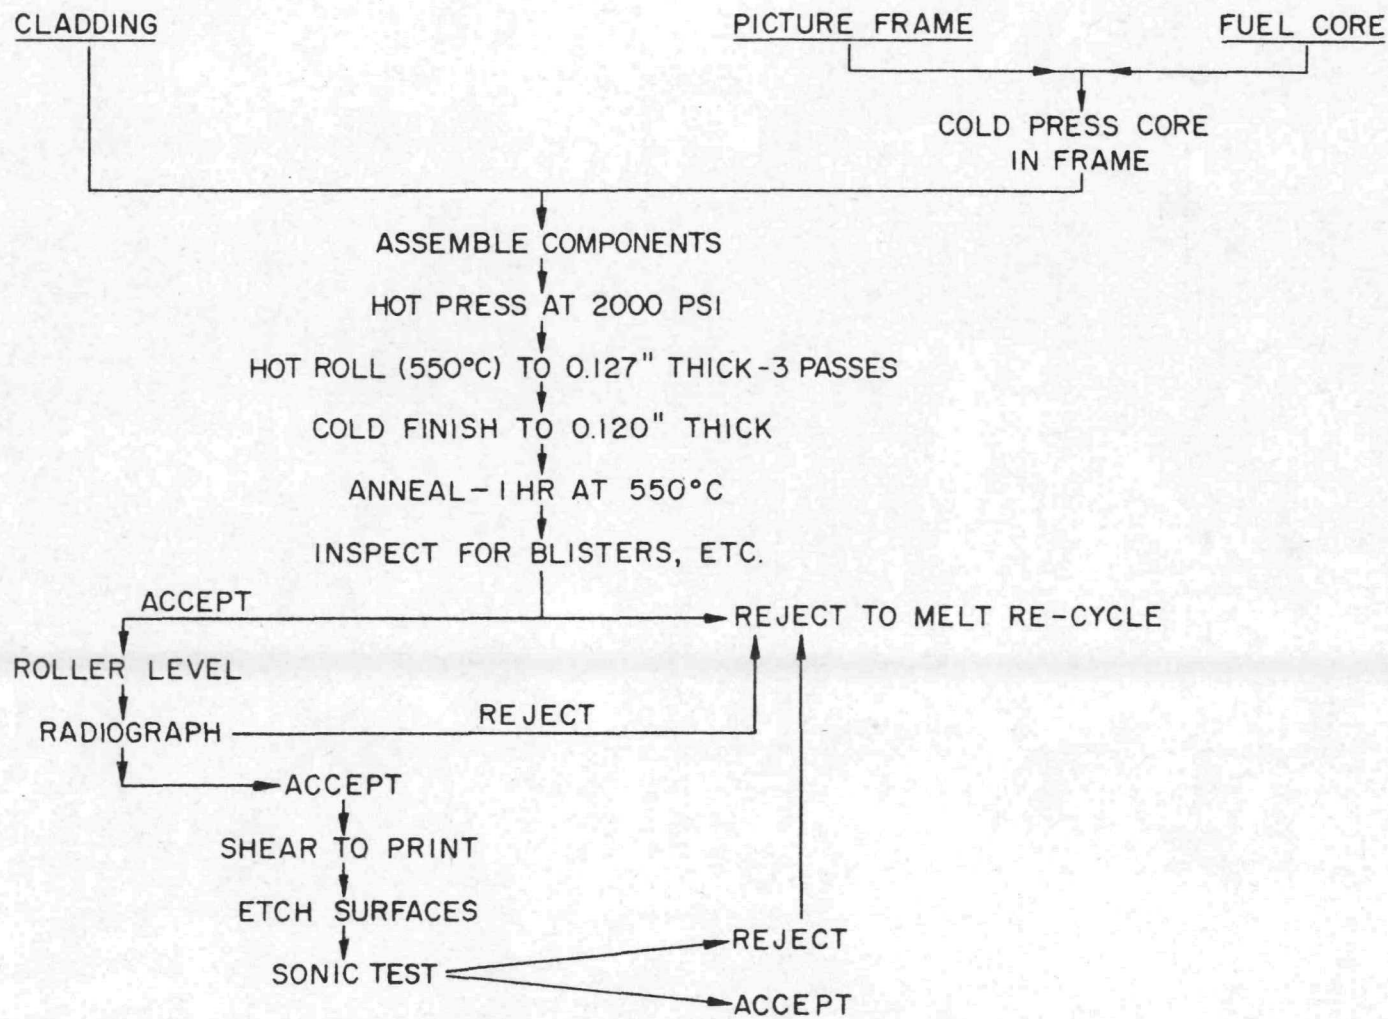 CLADDING
PICTURE FRAME
FUEL CORE
COLD PRESS CORE
IN FRAME
ASSEMBLE COMPONENTS
HOT PRESS AT 2000 PSI
HOT ROLL (550°C) TO 0.127" THICK-3 PASSES
COLD FINISH TO 0.120" THICK
ANNEAL-1 HR AT 550°C
INSPECT FOR BLISTERS, ETC.
ACCEPT
REJECT TO MELT RE-CYCLE
ROLLER LEVEL
RADIOGRAPH
REJECT
ACCEPT
SHEAR TO PRINT
ETCH SURFACES
SONIC TEST
REJECT
ACCEPT